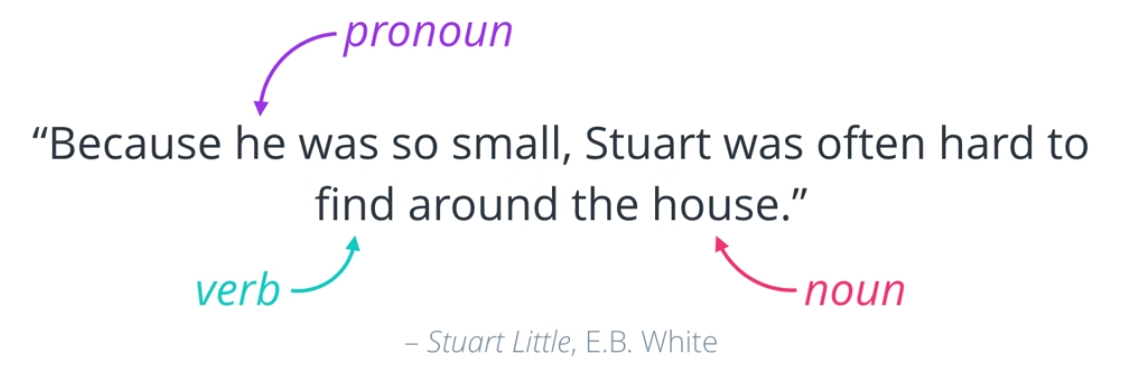 pronoun
“Because he was so small, Stuart was often hard to
find around the house.”
verb
noun
– Stuart Little, E.B. White